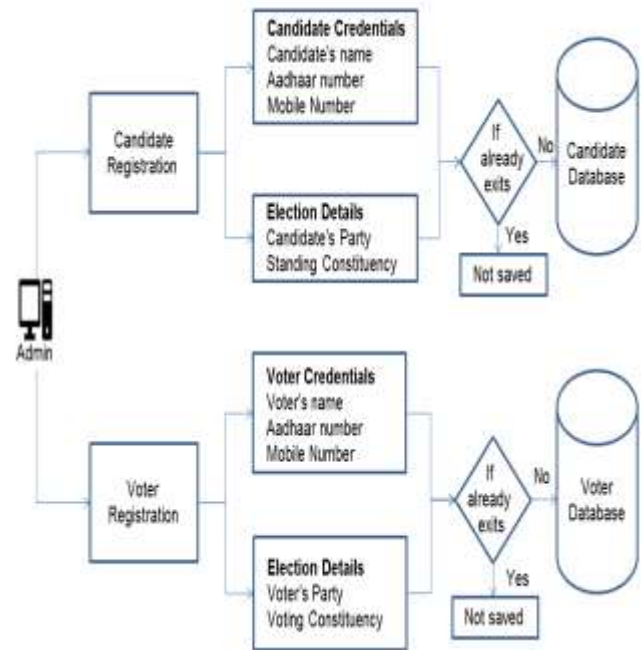 Candidate Credentials
Candidate's name
Aadhaar number
Mobile Number
Candidate
Registration
Election Details
Candidate's Party
Standing Constituency
If
already
exits
No
Yes
Not saved
Candidate
Database
Admin
Voter Credentials
Voter's name
Aadhaar number
Mobile Number
Voter
Registration
Election Details
Voter's Party
Voting Constituency
If
already
exits
No
Yes
Not saved
Voter
Database